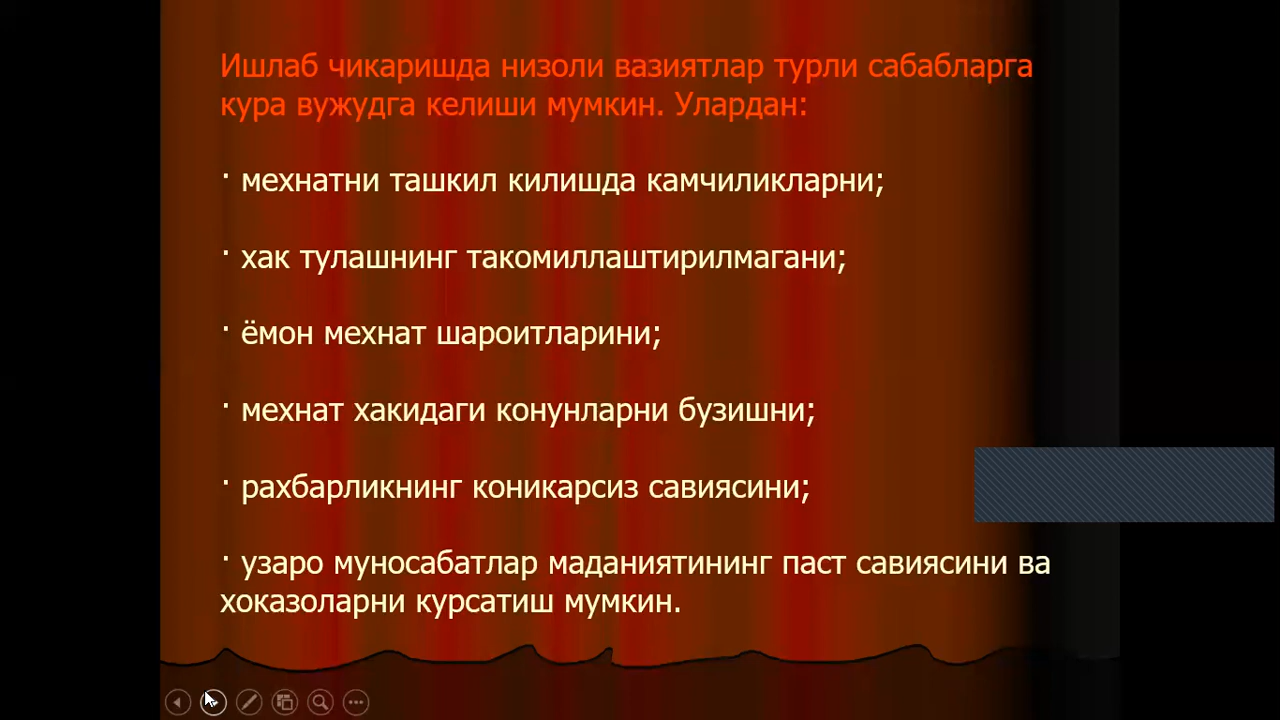 Ишлаб чикаришда низоли вазиятлар турли сабабларга
кура вужудга келиши мумкин. Улардан:
· мехнатни ташкил килишда камчиликларни;
· хак тулашнинг такомиллаштирилмагани;
· ёмон мехнат шароитларини;
· мехнат хакидаги конунларни бузишни;
· рахбарликнинг коникарсиз савиясини;
· узаро муносабатлар маданиятининг паст савиясини ва
хоказоларни курсатиш мумкин.